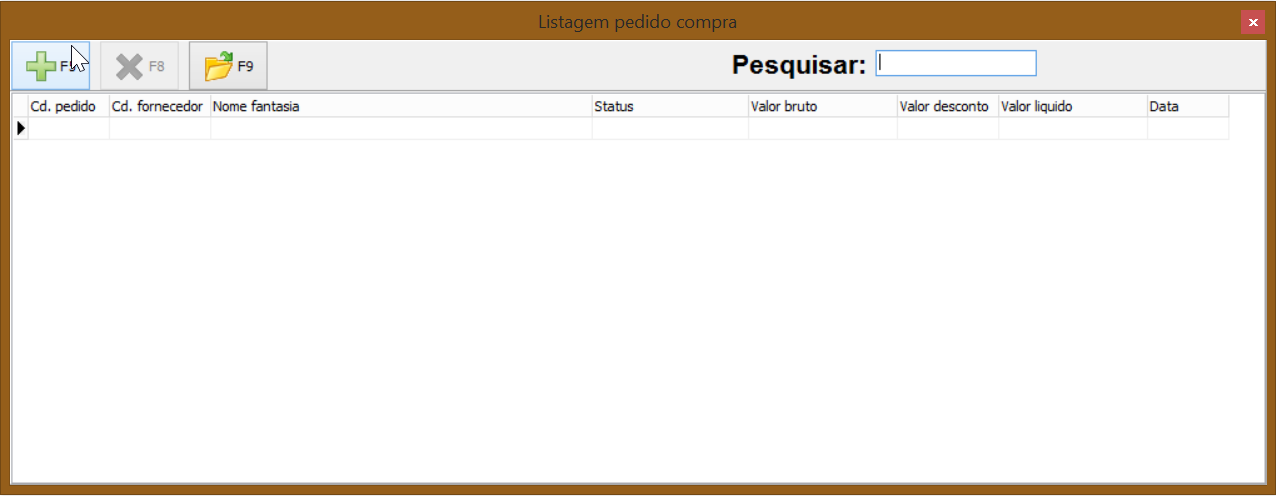 Listagem pedido compra
F8
F9
Pesquisar:
Cd. pedido Cd. fornecedor Nome fantasia Status Valor bruto Valor desconto Valor liquido Data